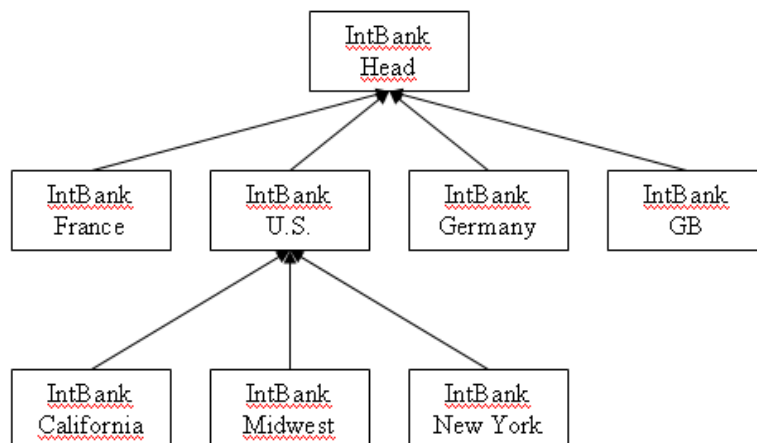 IntBank
Head
IntBank
France
IntBank
U.S.
IntBank
Germany
IntBank
GB
IntBank
California
IntBank
Midwest
IntBank
New York